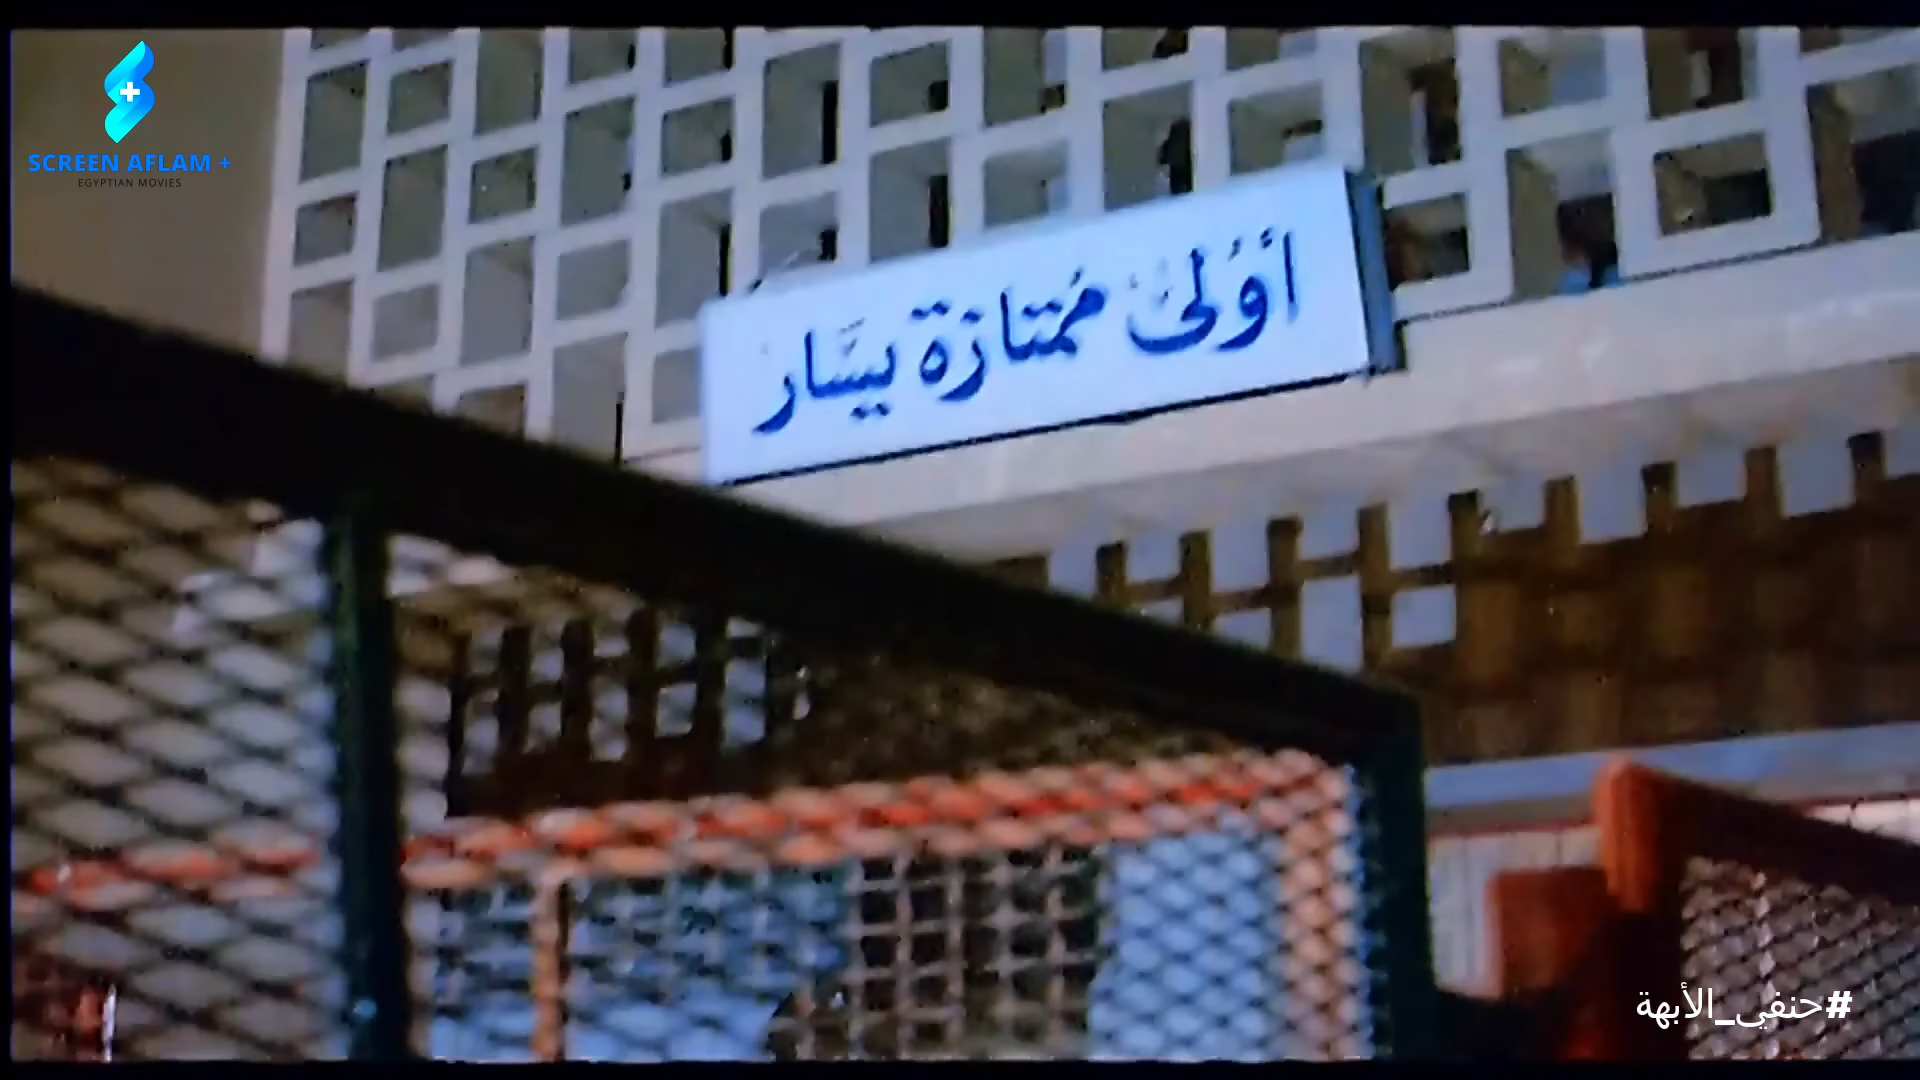 SCREEN AFLAM +
EGYPTIAN MOVIES
أولى ممتازة يسار
#حنفي_الأبهة